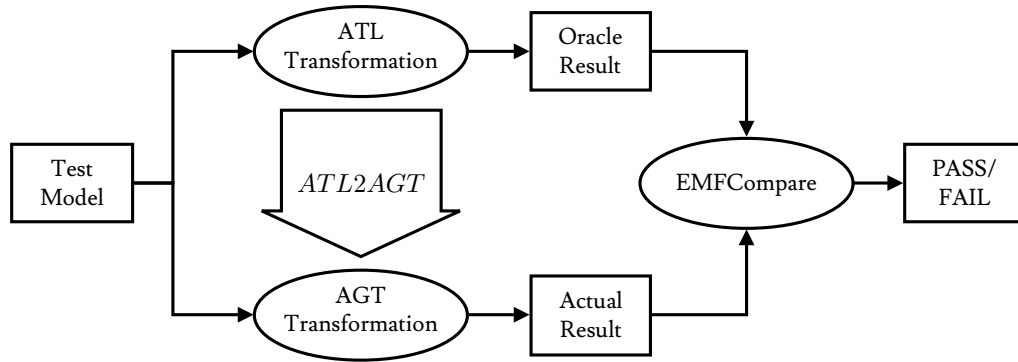 Test
Model
ATL
Transformation
Oracle
Result
ATL2AGT
AGT
Transformation
Actual
Result
EMFCompare
PASS/
FAIL